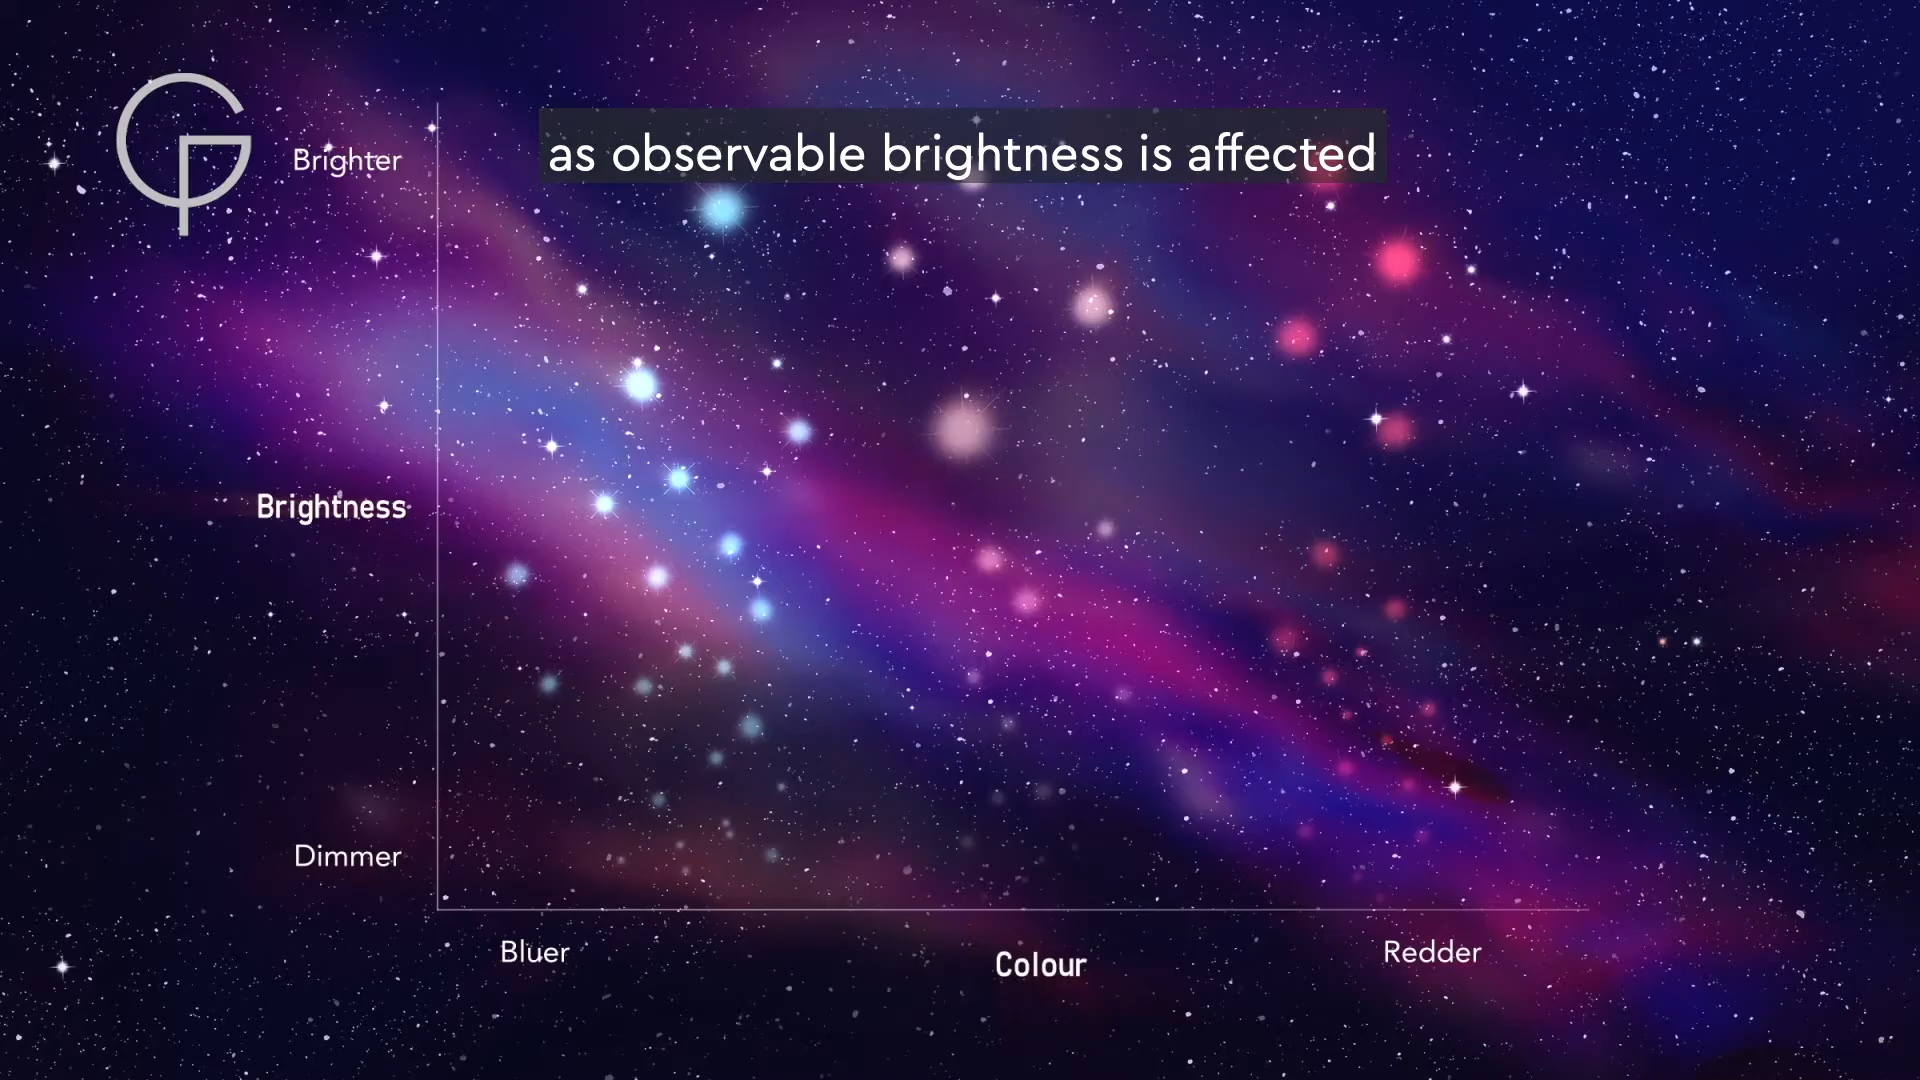 as observable brightness is affected
Brighter
Brightness
Dimmer
Bluer
Colour
Redder